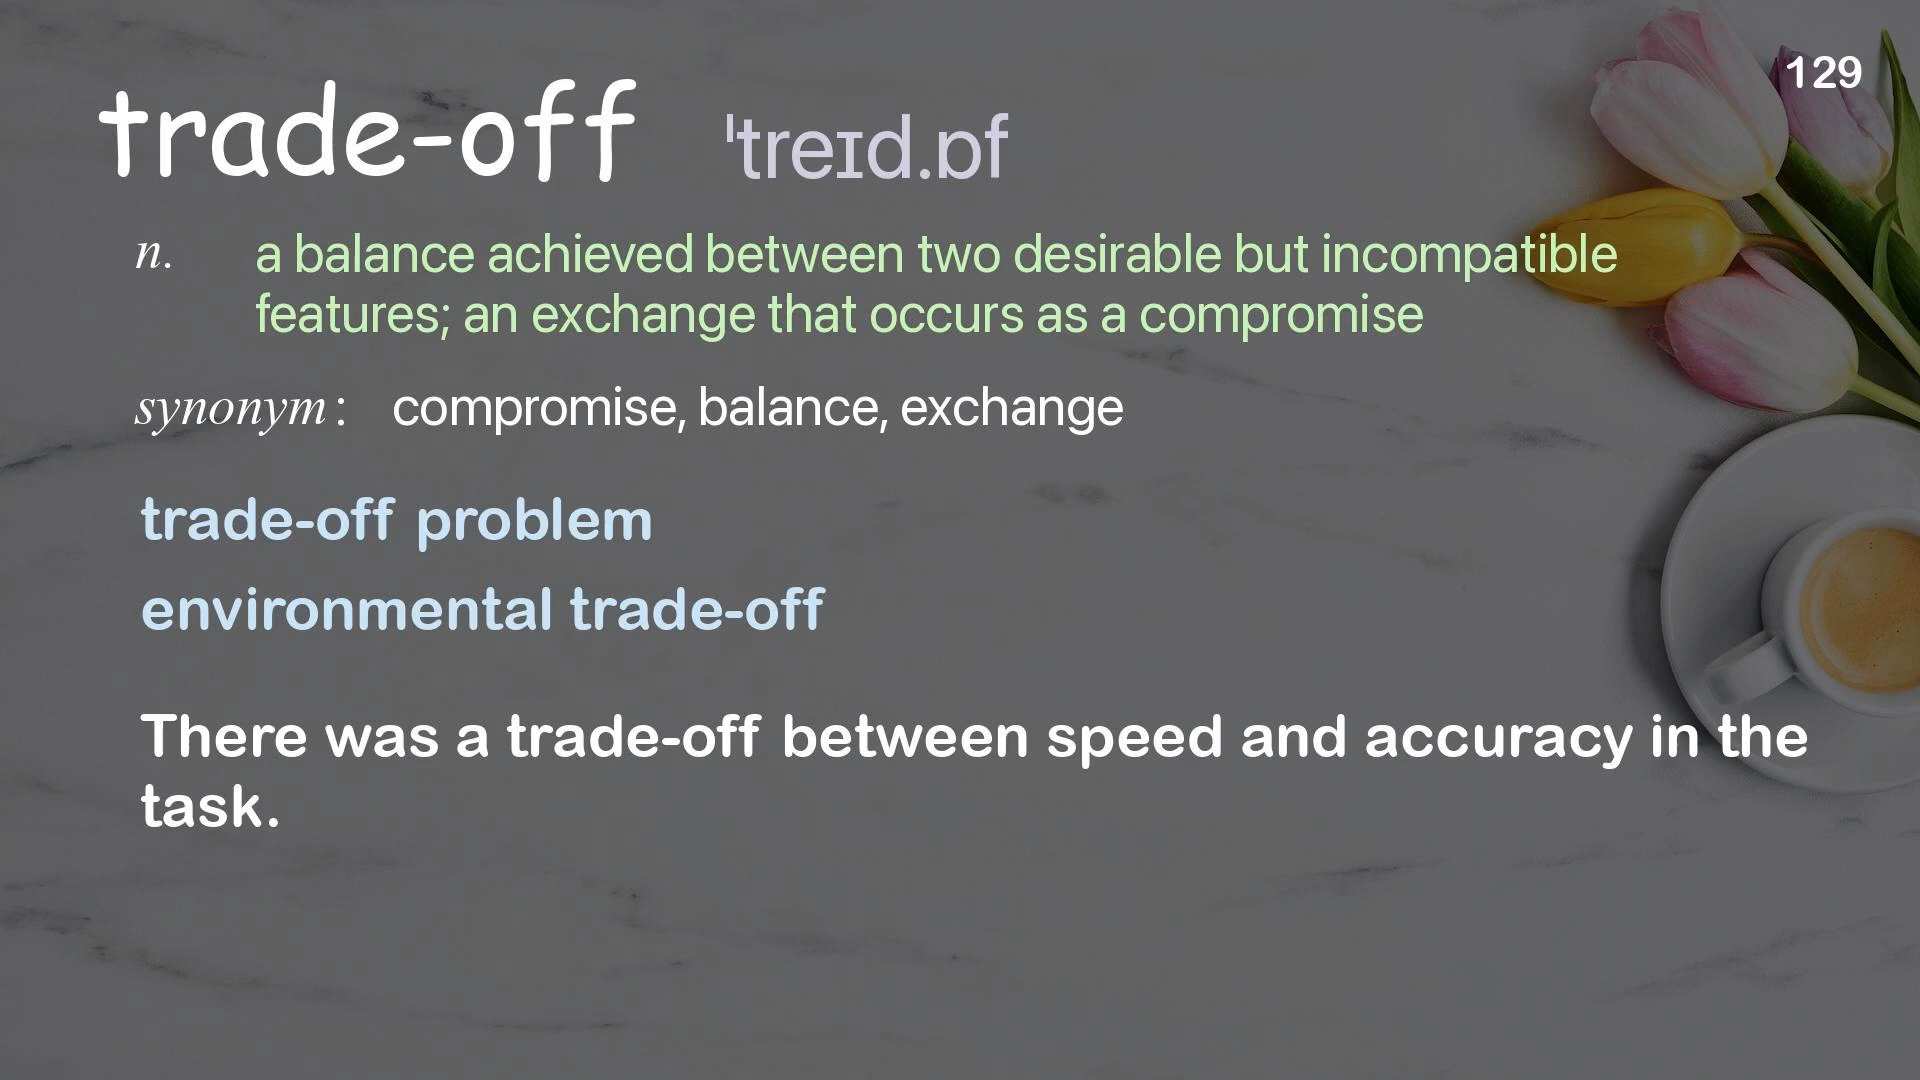 129
trade-off ˈtreɪd.ɒf
n. a balance achieved between two desirable but incompatible
features; an exchange that occurs as a compromise
synonym: compromise, balance, exchange
trade-off problem
environmental trade-off
There was a trade-off between speed and accuracy in the
task.